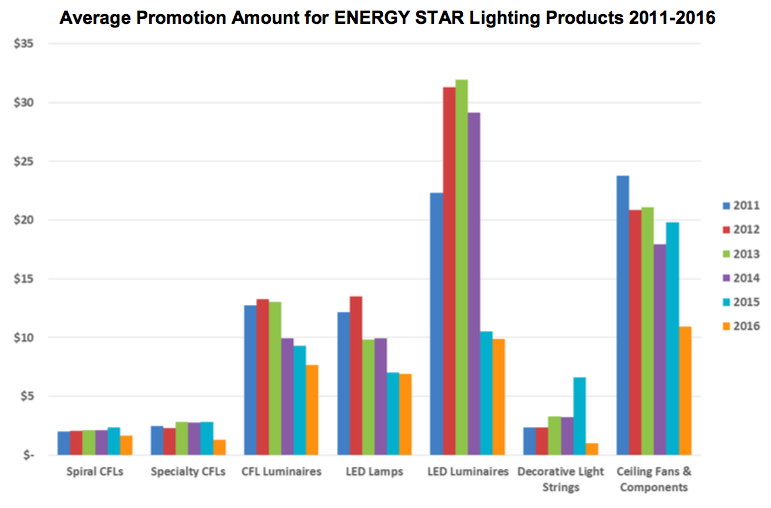 Average Promotion Amount for ENERGY STAR Lighting Products 2011-2016
$35
$30
$25
$20
$15
$10
$5
$-
Spiral CFLs
Specialty CFLs
CFL Luminaires
LED Lamps
LED Luminaires
Decorative Light
Strings
Ceiling Fans &
Components
2011
2012
2013
2014
2015
2016